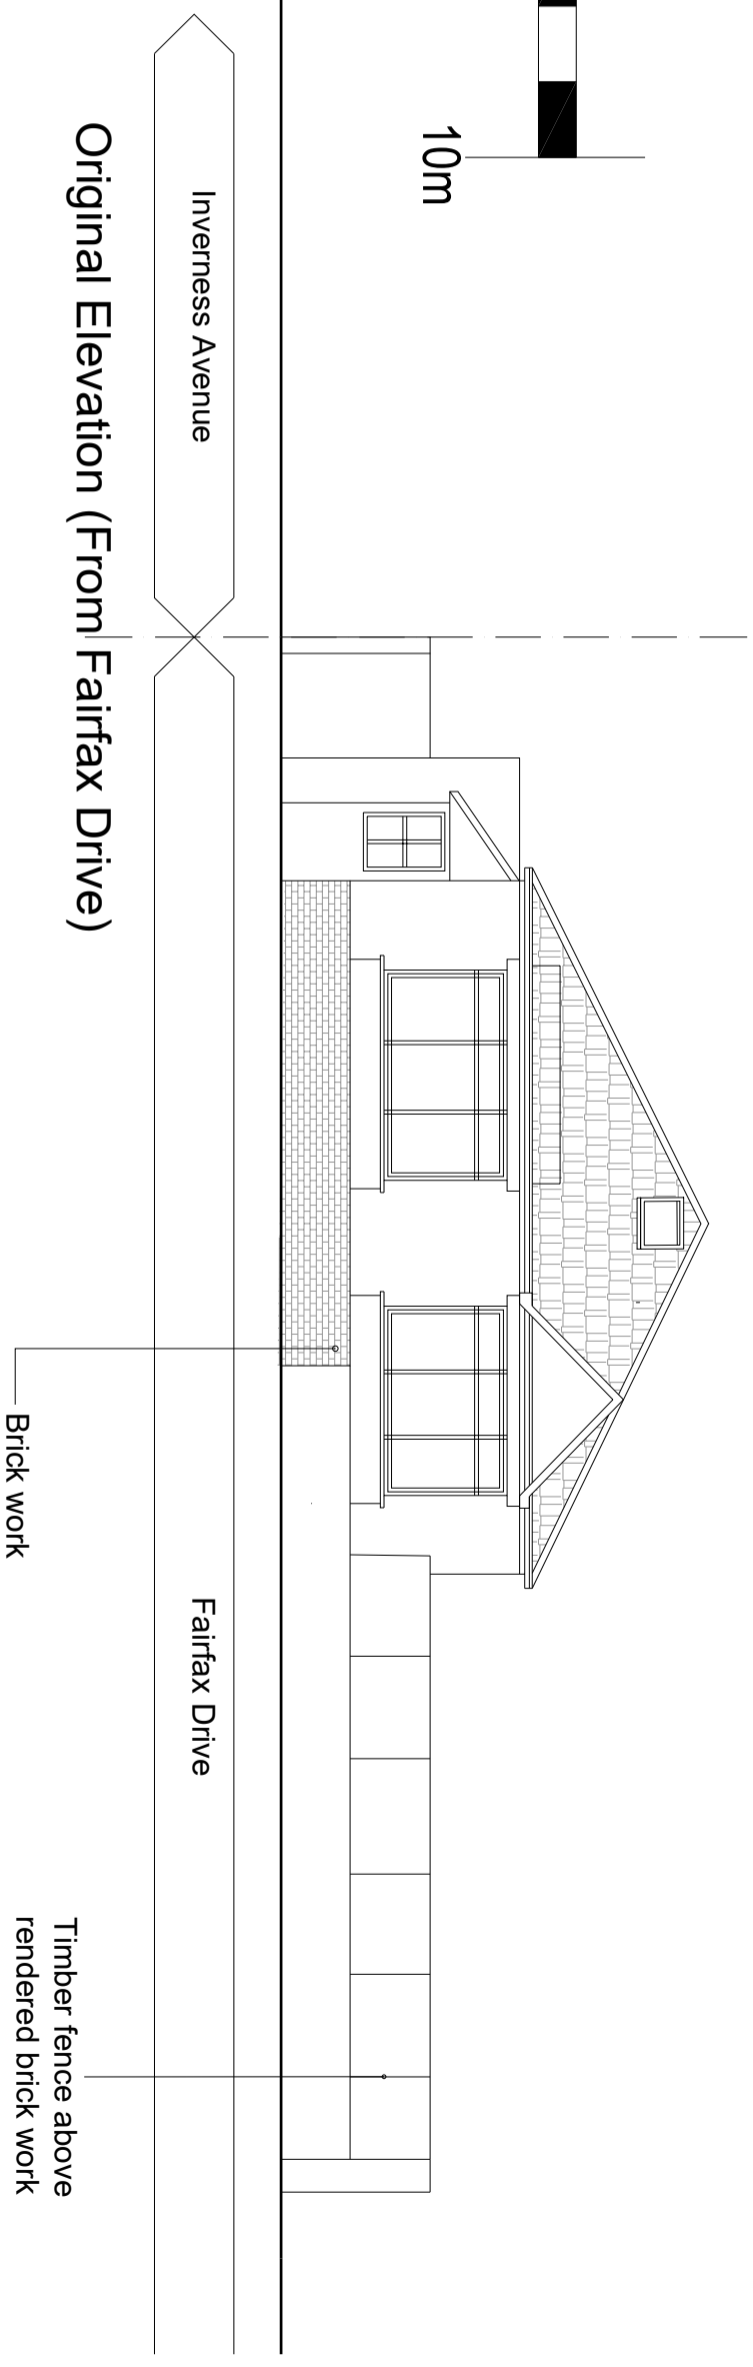 10m
Inverness Avenue
Fairfax Drive
Original Elevation (From Fairfax Drive)
Brick work
Timber fence above
rendered brick work